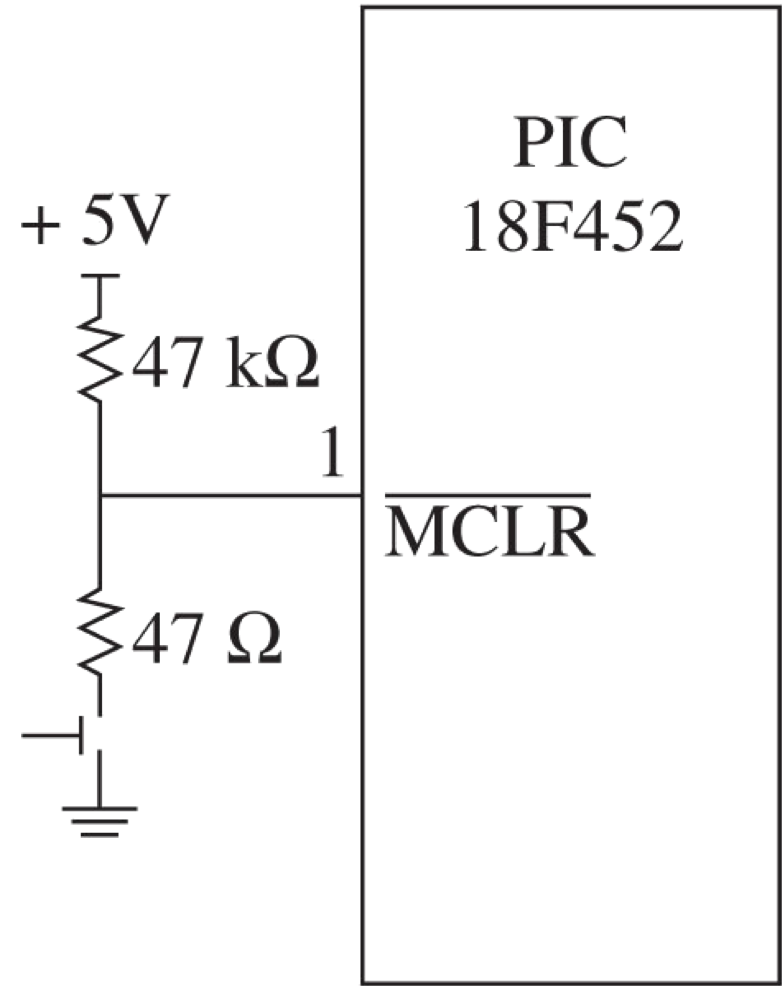 PIC
18F452
+ 5V
47 kΩ
1
MCLR
47 Ω